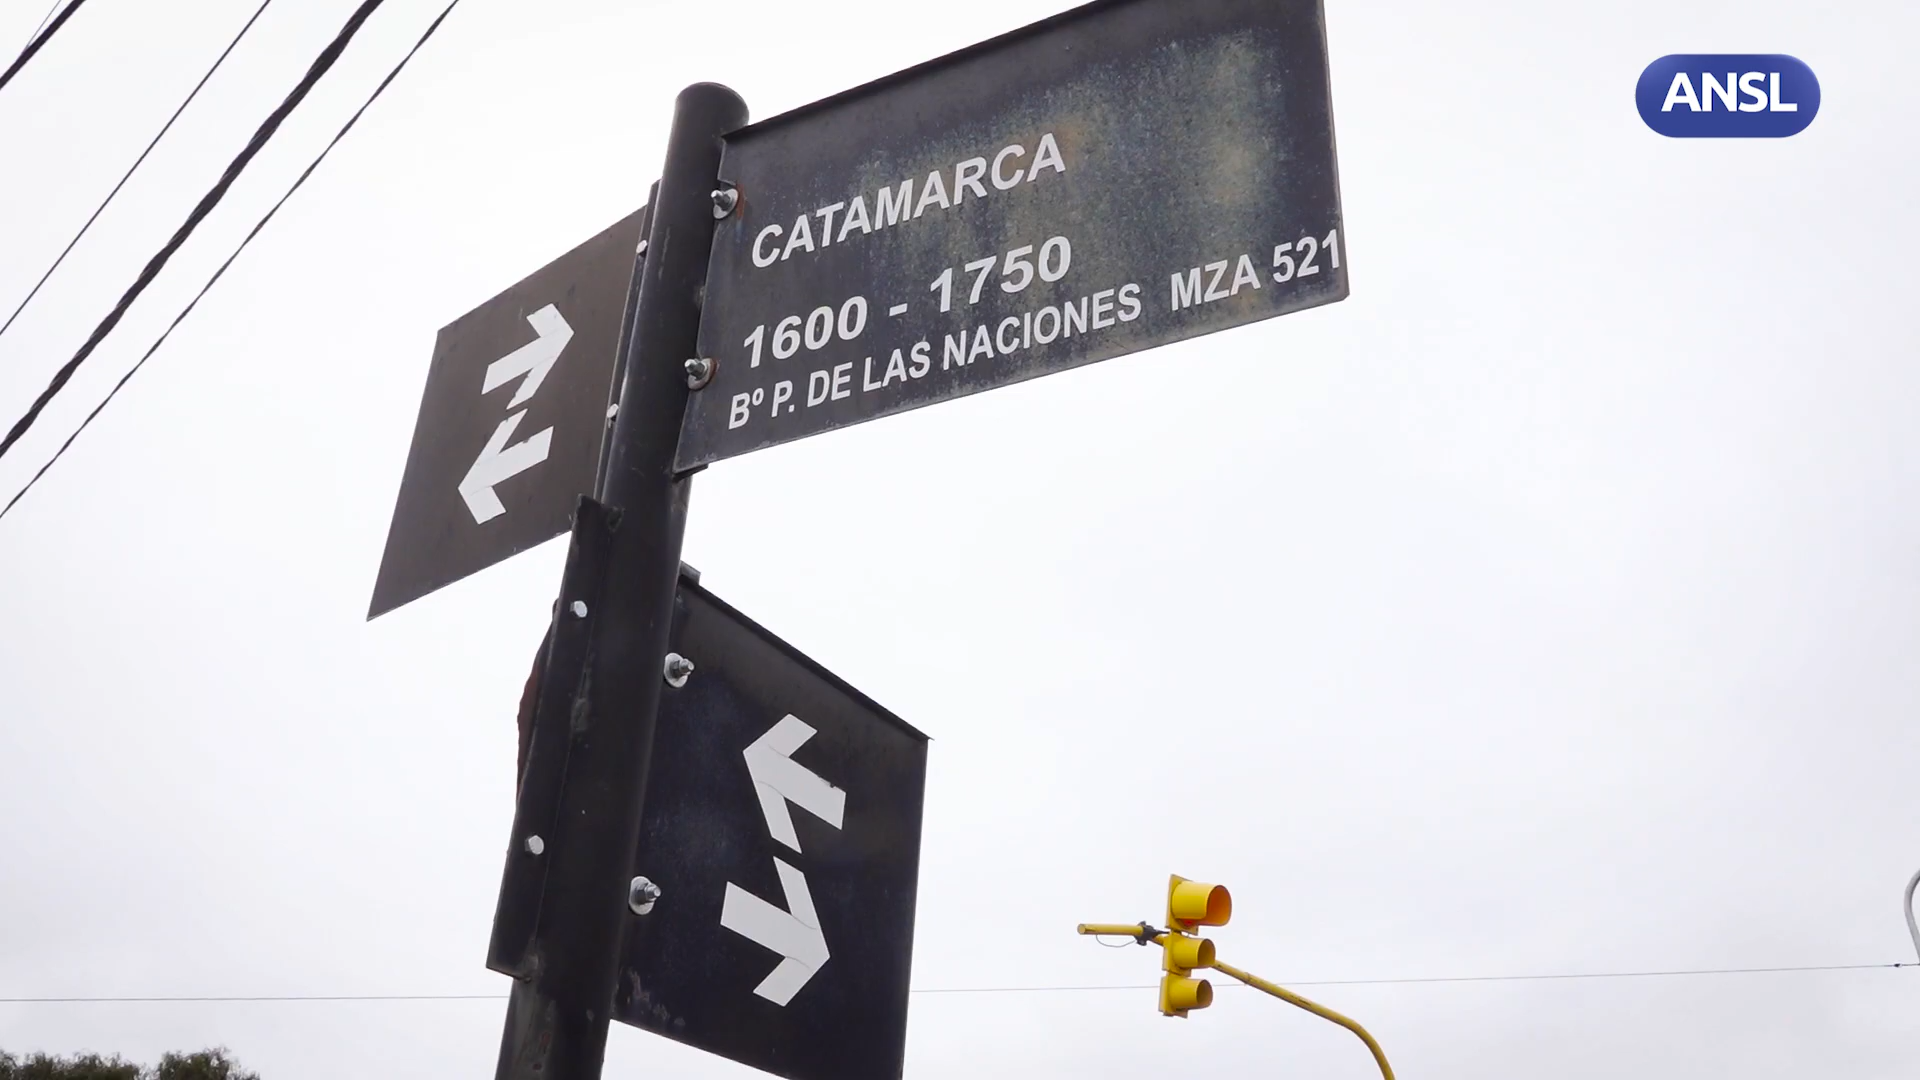 ANSL
CATAMARCA
1600 - 1750
Bº P. DE LAS NACIONES MZA 521